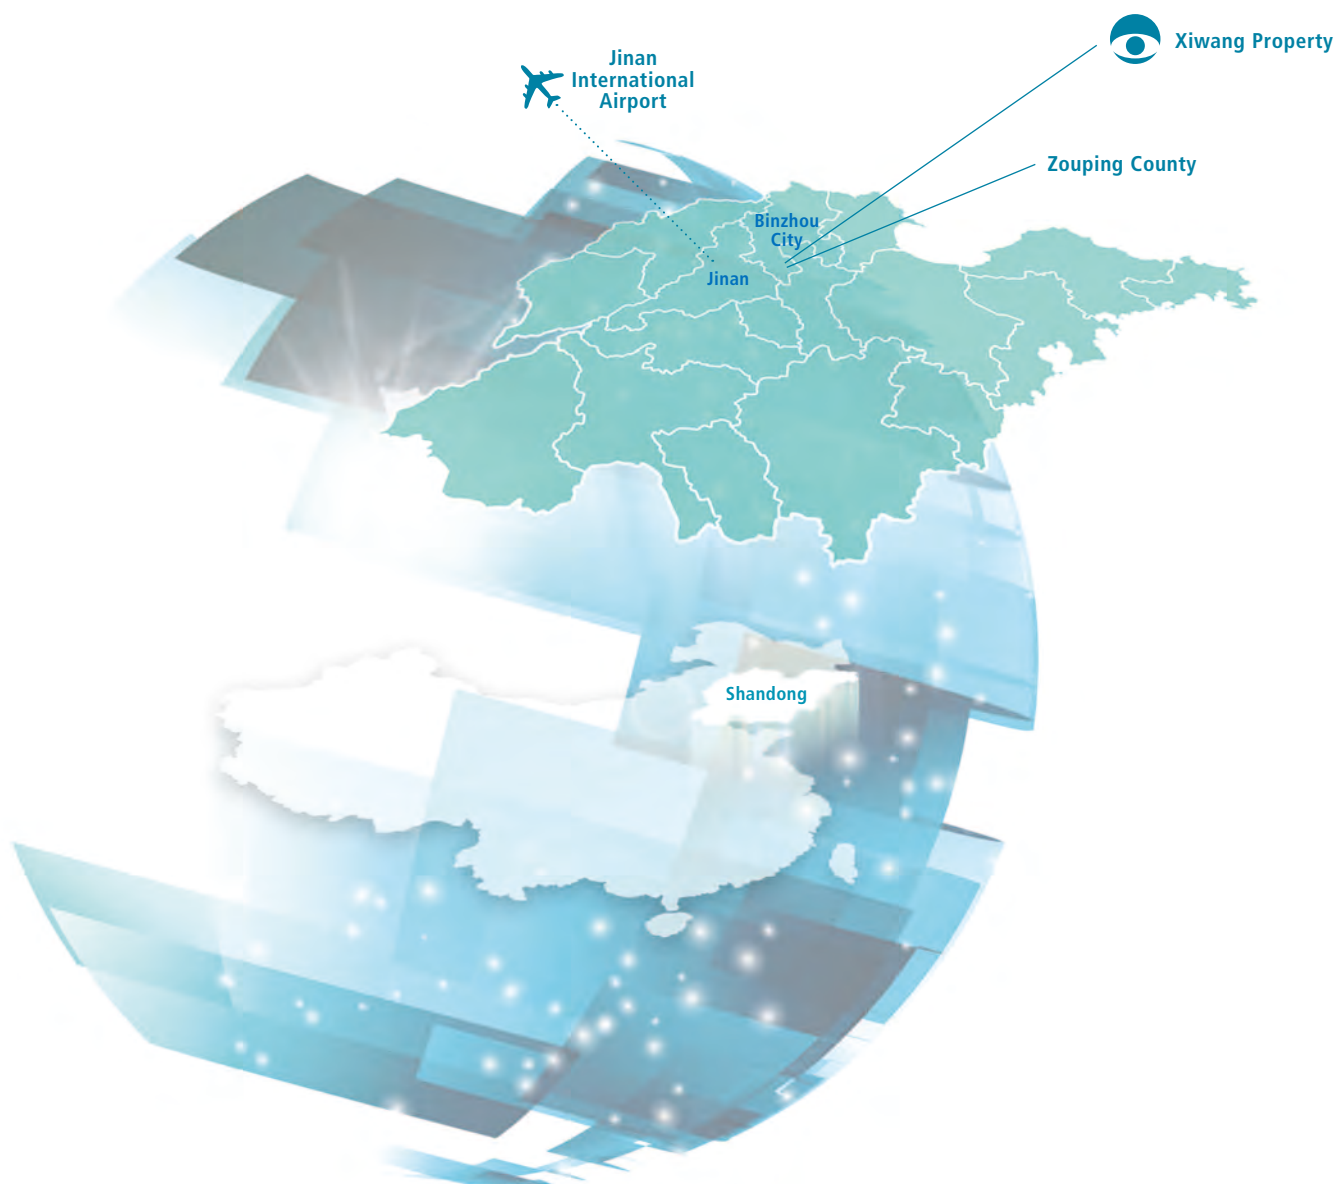 Xiwang Property
Jinan
International
Airport
Zouping County
Binzhou
City
Jinan
Shandong